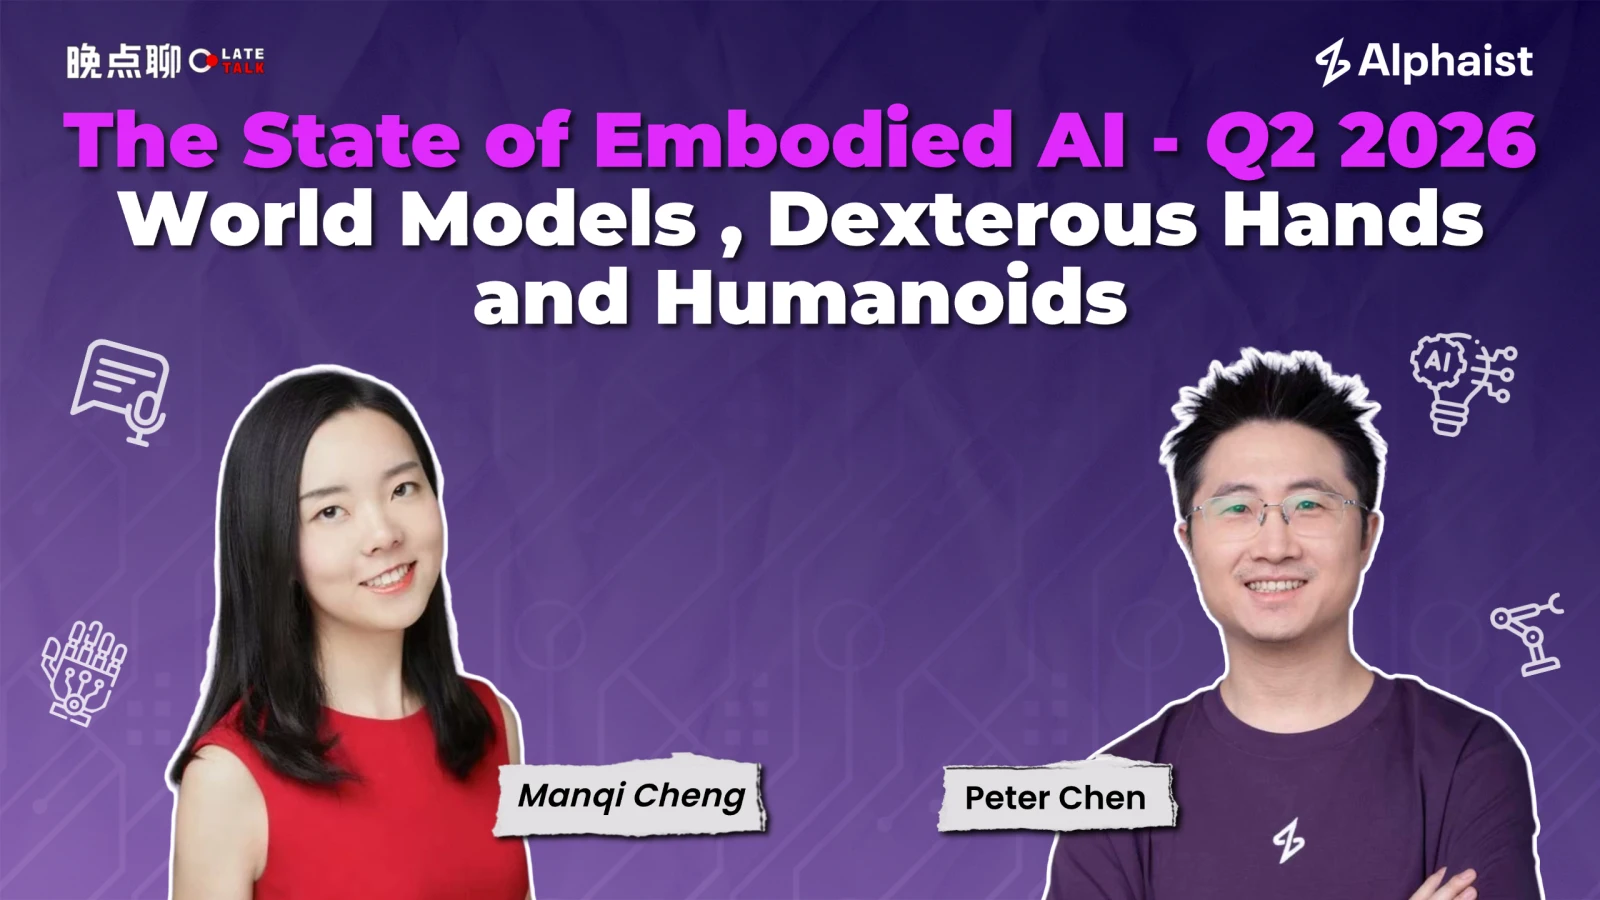 晚点聊 LATE TALK
Alphaist
The State of Embodied AI - Q2 2026
World Models , Dexterous Hands
and Humanoids
AI
Manqi Cheng
Peter Chen